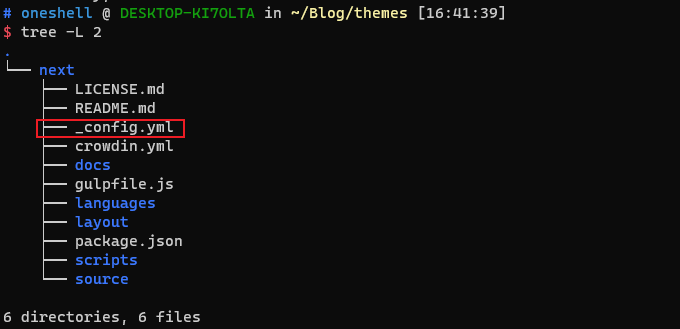 # oneshell @ DESKTOP-KI7OLTA in ~/Blog/themes [16:41:39]
$ tree -L 2
.
└── next
    ├── LICENSE.md
    ├── README.md
    ├── _config.yml
    ├── crowdin.yml
    ├── docs
    ├── gulpfile.js
    ├── languages
    ├── layout
    ├── package.json
    ├── scripts
    └── source
6 directories, 6 files